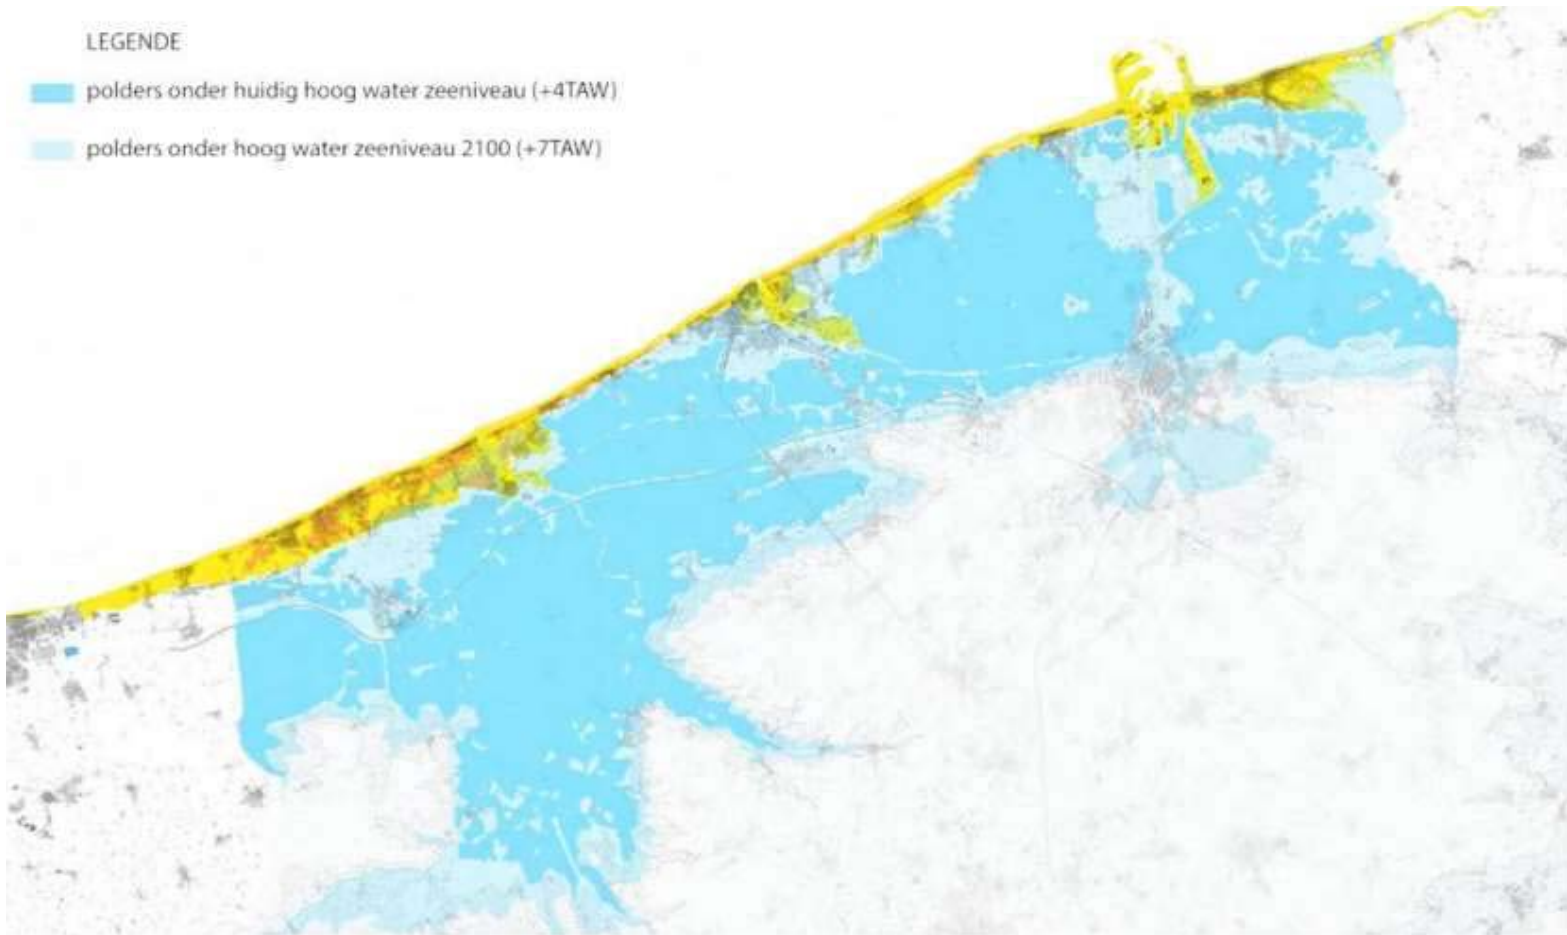 LEGENDE
polders onder huidig hoog water zeeniveau (+4TAW)
polders onder hoog water zeeniveau 2100 (+7TAW)